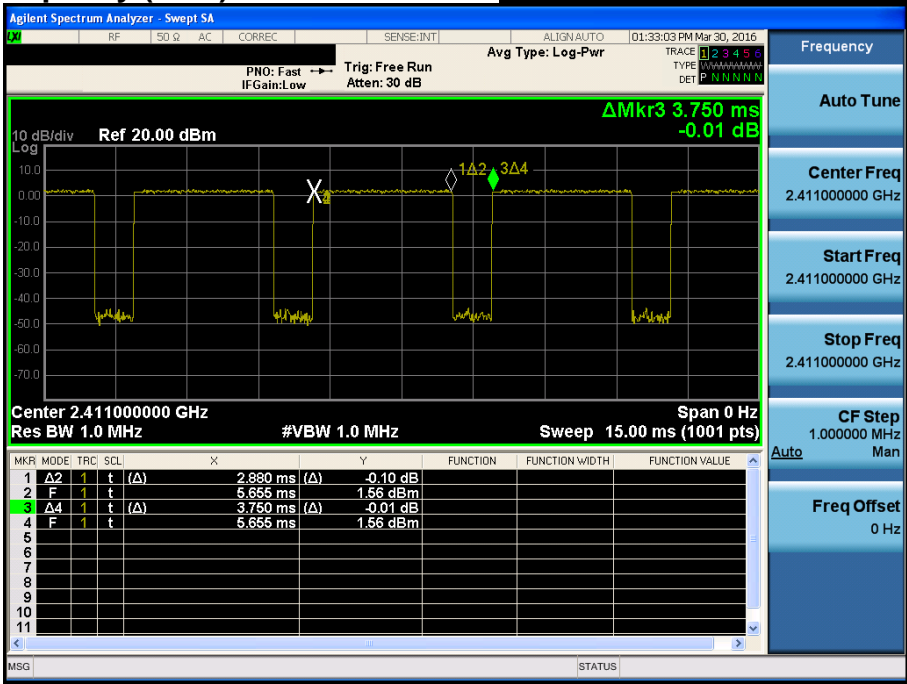 Agilent Spectrum Analyzer - Swept SA
LXI RF 50 Ω AC CORREC SENSE:INT ALIGN AUTO 01:33:03 PM Mar 30, 2016
Frequency
Avg Type: Log-Pwr
TRACE 1 2 3 4 5 6
PNO: Fast Trig: Free Run
TYPE
IFGain:Low Atten: 30 dB
DET P N N N N N
Auto Tune
ΔMkr3 3.750 ms
-0.01 dB
10 dB/div Ref 20.00 dBm
Log
10.0
0.00
-10.0
-20.0
-30.0
-40.0
-50.0
-60.0
-70.0
1Δ2 3Δ4
4
Center Freq
2.411000000 GHz
Start Freq
2.411000000 GHz
Stop Freq
2.411000000 GHz
Center 2.411000000 GHz Span 0 Hz
Res BW 1.0 MHz #VBW 1.0 MHz Sweep 15.00 ms (1001 pts)
CF Step
1.000000 MHz
Auto Man
MKR MODE TRC SCL X Y FUNCTION FUNCTION WIDTH FUNCTION VALUE
1 Δ2 1 t (Δ) 2.880 ms (Δ) -0.10 dB
2 F 1 t 5.655 ms 1.56 dBm
3 Δ4 1 t (Δ) 3.750 ms (Δ) -0.01 dB
4 F 1 t 5.655 ms 1.56 dBm
5
6
7
8
9
10
11
Freq Offset
0 Hz
MSG STATUS